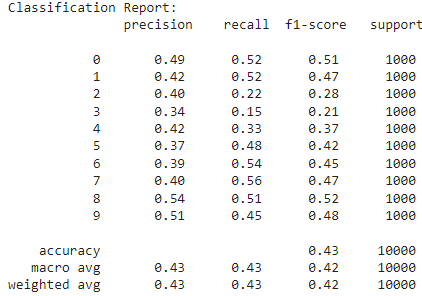 Classification Report:
precision recall f1-score support
0 0.49 0.52 0.51 1000
1 0.42 0.52 0.47 1000
2 0.40 0.22 0.28 1000
3 0.34 0.15 0.21 1000
4 0.42 0.33 0.37 1000
5 0.37 0.48 0.42 1000
6 0.39 0.54 0.45 1000
7 0.40 0.56 0.47 1000
8 0.54 0.51 0.52 1000
9 0.51 0.45 0.48 1000
accuracy 0.43 10000
macro avg 0.43 0.43 0.42 10000
weighted avg 0.43 0.43 0.42 10000